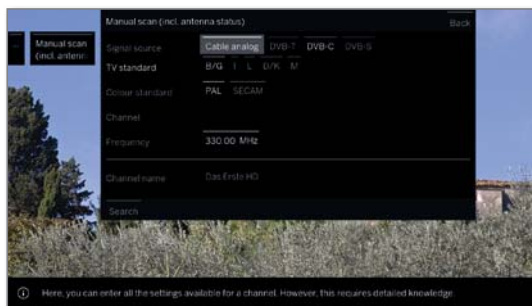 Manual scan (incl. antenna status) Back
Manual scan
(incl. antenn
Signal source Cable analog DVB-T DVB-C DVB-S
TV standard B/G I L D/K M
Colour standard PAL SECAM
Channel
Frequency 330.00 MHz
Channel name Das Erste HD
Search
Here, you can enter all the settings available for a channel. However, this requires detailed knowledge.